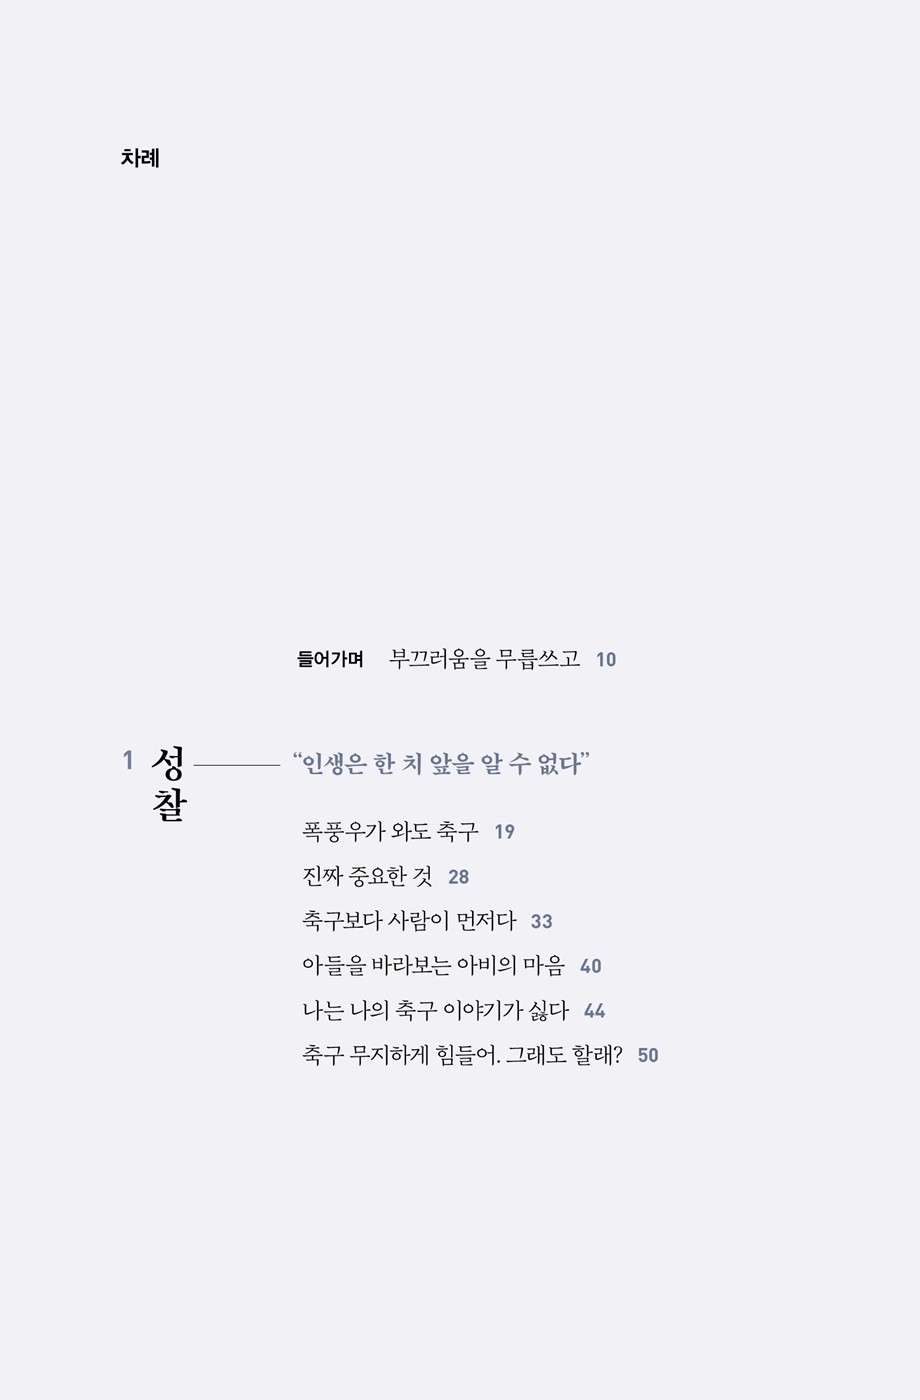 차례
들어가며 부끄러움을 무릅쓰고 10
1 성찰 “인생은 한 치 앞을 알 수 없다”
폭풍우가 와도 축구 19
진짜 중요한 것 28
축구보다 사람이 먼저다 33
아들을 바라보는 아비의 마음 40
나는 나의 축구 이야기가 싫다 44
축구 무지하게 힘들어. 그래도 할래? 50